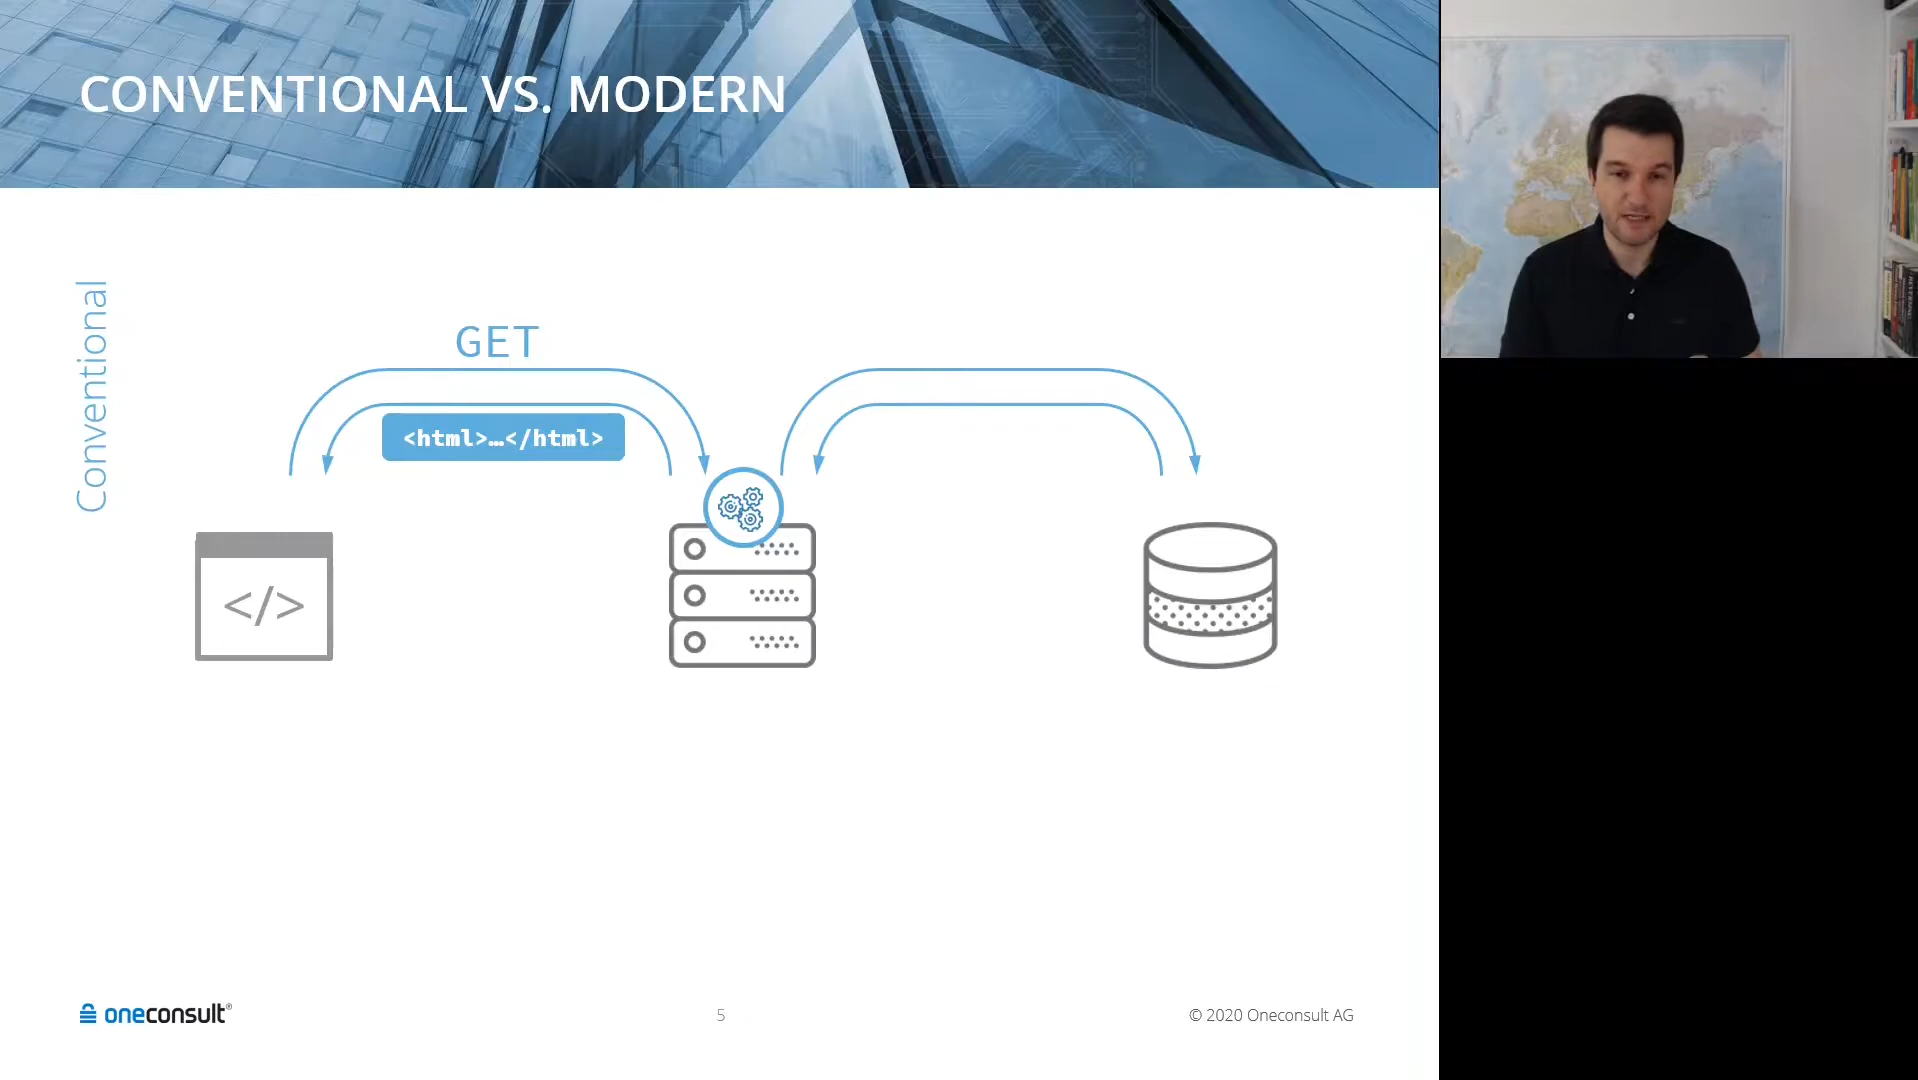 CONVENTIONAL VS. MODERN
Conventional
GET
<html>…</html>
</>
oneconsult®
5
© 2020 Oneconsult AG